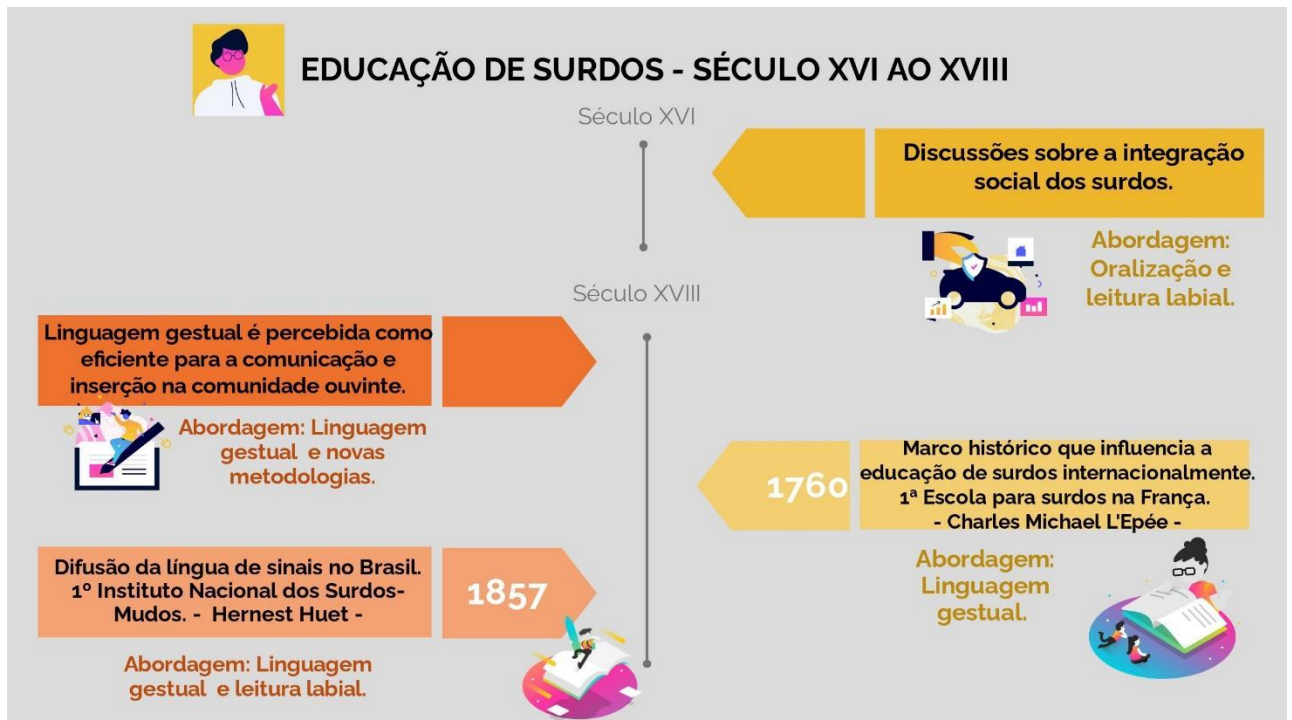 EDUCAÇÃO DE SURDOS - SÉCULO XVI AO XVIII
Século XVI
Discussões sobre a integração
social dos surdos.
Abordagem:
Oralização e
leitura labial.
Século XVIII
Linguagem gestual é percebida como
eficiente para a comunicação e
inserção na comunidade ouvinte.
Abordagem: Linguagem
gestual e novas
metodologias.
1760
Marco histórico que influencia a
educação de surdos internacionalmente.
1ª Escola para surdos na França.
- Charles Michael L'Epée -
Abordagem:
Linguagem
gestual.
Difusão da língua de sinais no Brasil.
1º Instituto Nacional dos Surdos-
Mudos. - Hernest Huet -
1857
Abordagem: Linguagem
gestual e leitura labial.